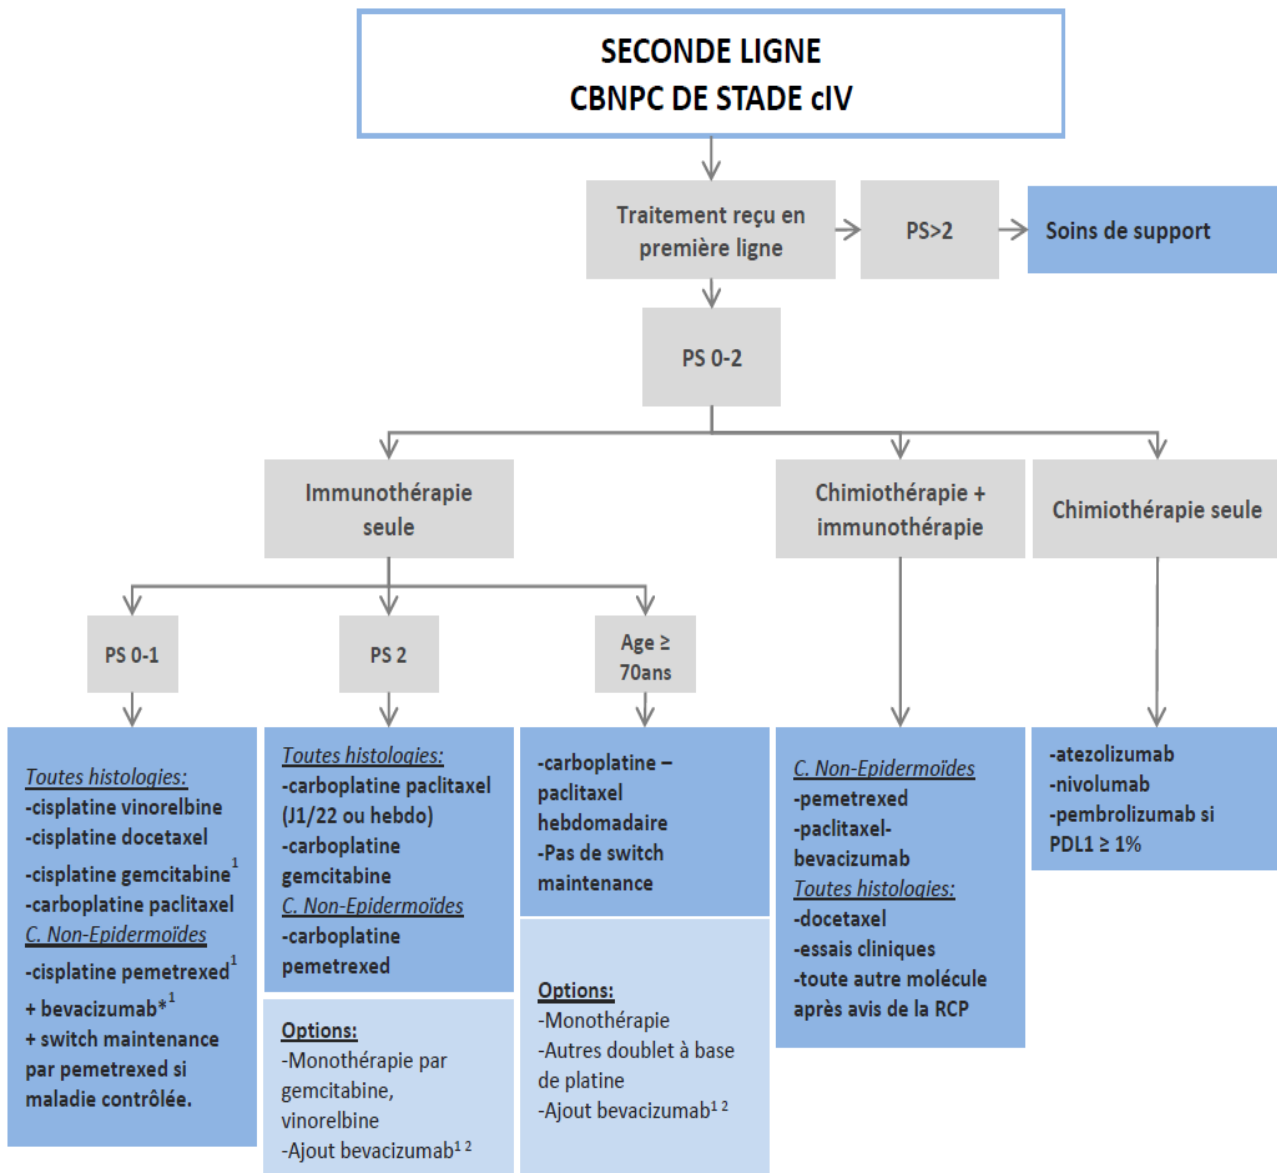 SECONDE LIGNE
CBNPC DE STADE cIV
Traitement reçu en
première ligne
PS>2
Soins de support
PS 0-2
Immunothérapie
seule
Chimiothérapie +
immunothérapie
Chimiothérapie seule
PS 0-1
PS 2
Age ≥
70ans
Toutes histologies:
-cisplatine vinorelbine
-cisplatine docetaxel
-cisplatine gemcitabine¹
-carboplatine paclitaxel
C. Non-Epidermoïdes
-cisplatine pemetrexed¹
+ bevacizumab*¹
+ switch maintenance
par pemetrexed si
maladie contrôlée.
Toutes histologies:
-carboplatine paclitaxel
(J1/22 ou hebdo)
-carboplatine
gemcitabine
C. Non-Epidermoïdes
-carboplatine
pemetrexed
Options:
-Monothérapie par
gemcitabine,
vinorelbine
-Ajout bevacizumab¹ ²
-carboplatine –
paclitaxel
hebdomadaire
-Pas de switch
maintenance
Options:
-Monothérapie
-Autres doublet à base
de platine
-Ajout bevacizumab¹ ²
C. Non-Epidermoïdes
-pemetrexed
-paclitaxel-
bevacizumab
Toutes histologies:
-docetaxel
-essais cliniques
-toute autre molécule
après avis de la RCP
-atezolizumab
-nivolumab
-pembrolizumab si
PDL1 ≥ 1%